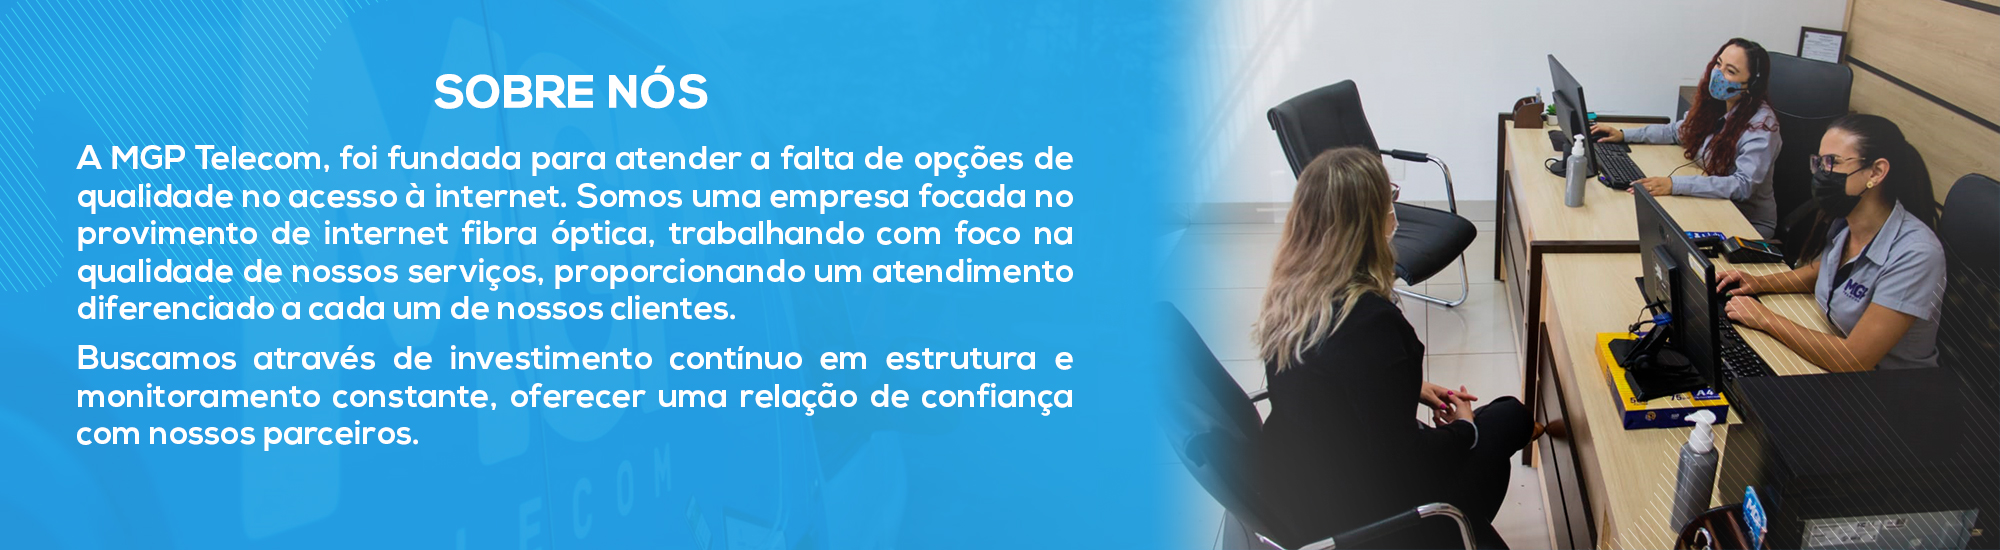 SOBRE NÓS
A MGP Telecom, foi fundada para atender a falta de opções de
qualidade no acesso à internet. Somos uma empresa focada no
provimento de internet fibra óptica, trabalhando com foco na
qualidade de nossos serviços, proporcionando um atendimento
diferenciado a cada um de nossos clientes.
Buscamos através de investimento contínuo em estrutura e
monitoramento constante, oferecer uma relação de confiança
com nossos parceiros.
MGP
A4